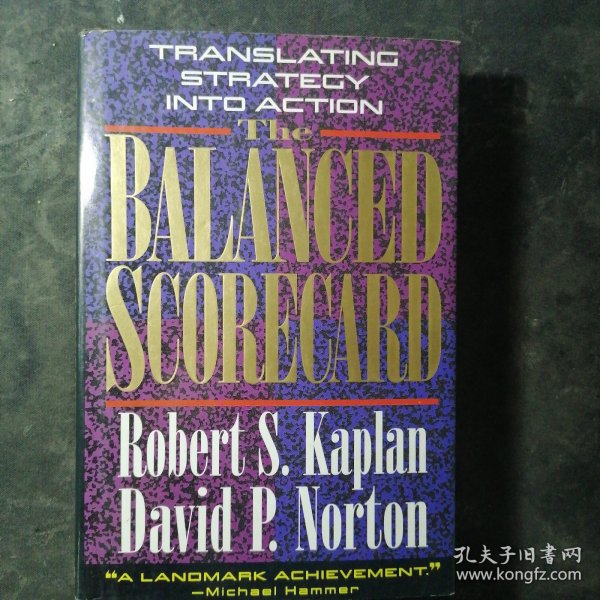 TRANSLATING
STRATEGY
INTO ACTION
The
BALANCED
SCORECARD
Robert S. Kaplan
David P. Norton
“A LANDMARK ACHIEVEMENT.”
—Michael Hammer
孔夫子旧书网
www.kongfz.com